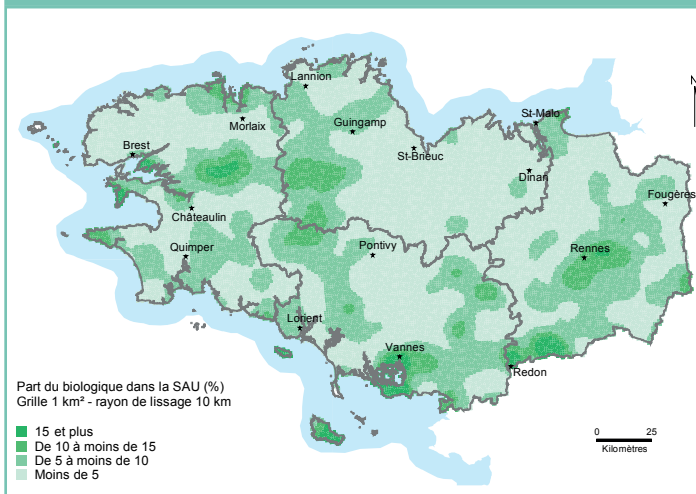 N
Lannion
St-Malo
Morlaix
Guingamp
Brest
St-Brieuc
Dinan
Fougères
Châteaulin
Quimper
Pontivy
Rennes
Lorient
Vannes
Redon
Part du biologique dans la SAU (%)
Grille 1 km² - rayon de lissage 10 km
15 et plus
De 10 à moins de 15
De 5 à moins de 10
Moins de 5
0 25
Kilomètres